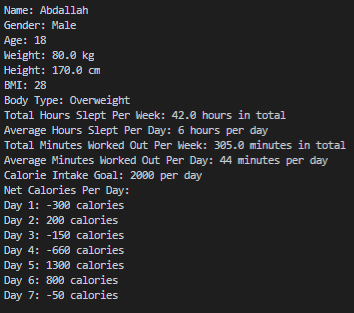 Name: Abdallah
Gender: Male
Age: 18
Weight: 80.0 kg
Height: 170.0 cm
BMI: 28
Body Type: Overweight
Total Hours Slept Per Week: 42.0 hours in total
Average Hours Slept Per Day: 6 hours per day
Total Minutes Worked Out Per Week: 305.0 minutes in total
Average Minutes Worked Out Per Day: 44 minutes per day
Calorie Intake Goal: 2000 per day
Net Calories Per Day:
Day 1: -300 calories
Day 2: 200 calories
Day 3: -150 calories
Day 4: -660 calories
Day 5: 1300 calories
Day 6: 800 calories
Day 7: -50 calories